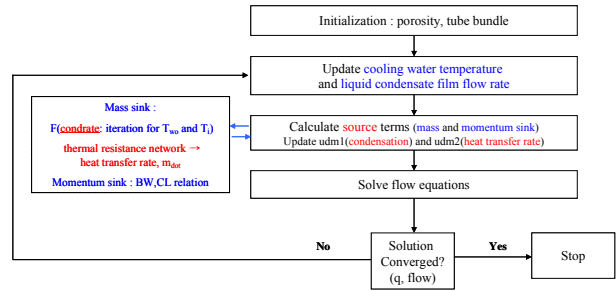 Initialization : porosity, tube bundle
Update cooling water temperature
and liquid condensate film flow rate
Mass sink :
F(condrate: iteration for Two and Ti)
thermal resistance network →
heat transfer rate, mdot
Momentum sink : BW,CL relation
Calculate source terms (mass and momentum sink)
Update udm1(condensation) and udm2(heat transfer rate)
Solve flow equations
No
Solution
Converged?
(q, flow)
Yes
Stop